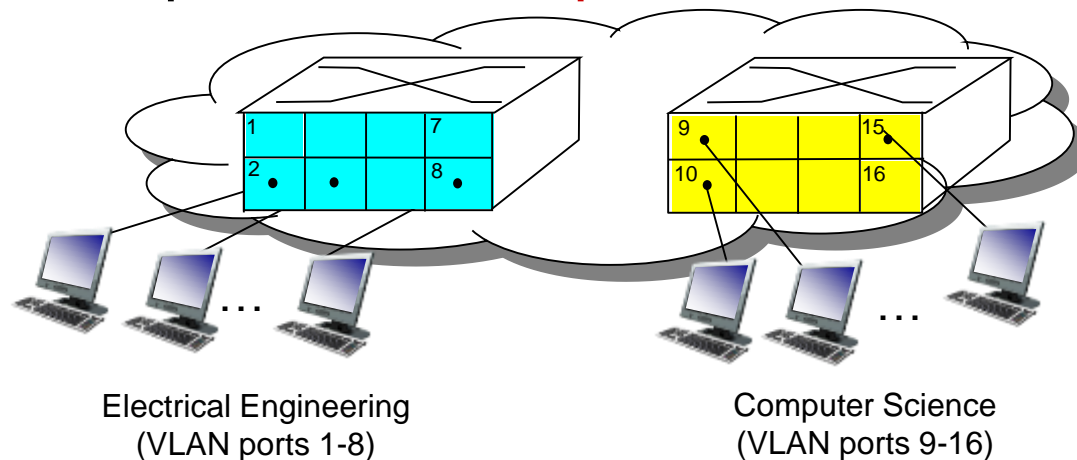 1 7
2 8
9 15
10 16
... ...
Electrical Engineering
(VLAN ports 1-8)
Computer Science
(VLAN ports 9-16)